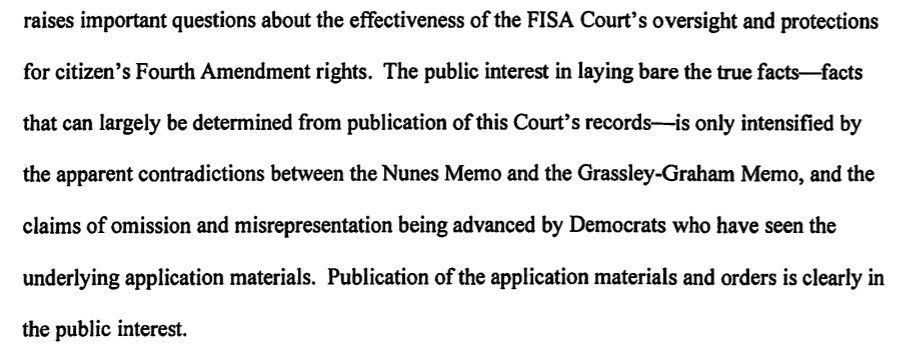 raises important questions about the effectiveness of the FISA Court's oversight and protections
for citizen's Fourth Amendment rights.  The public interest in laying bare the true facts—facts
that can largely be determined from publication of this Court's records—is only intensified by
the apparent contradictions between the Nunes Memo and the Grassley-Graham Memo, and the
claims of omission and misrepresentation being advanced by Democrats who have seen the
underlying application materials.  Publication of the application materials and orders is clearly in
the public interest.